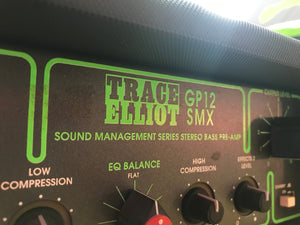 TRACE
ELLIOT
GP12
SMX
SOUND MANAGEMENT SERIES STEREO BASS PRE-AMP
LOW
COMPRESSION
EQ BALANCE
FLAT
HIGH
COMPRESSION
EFFECTS
LEVEL